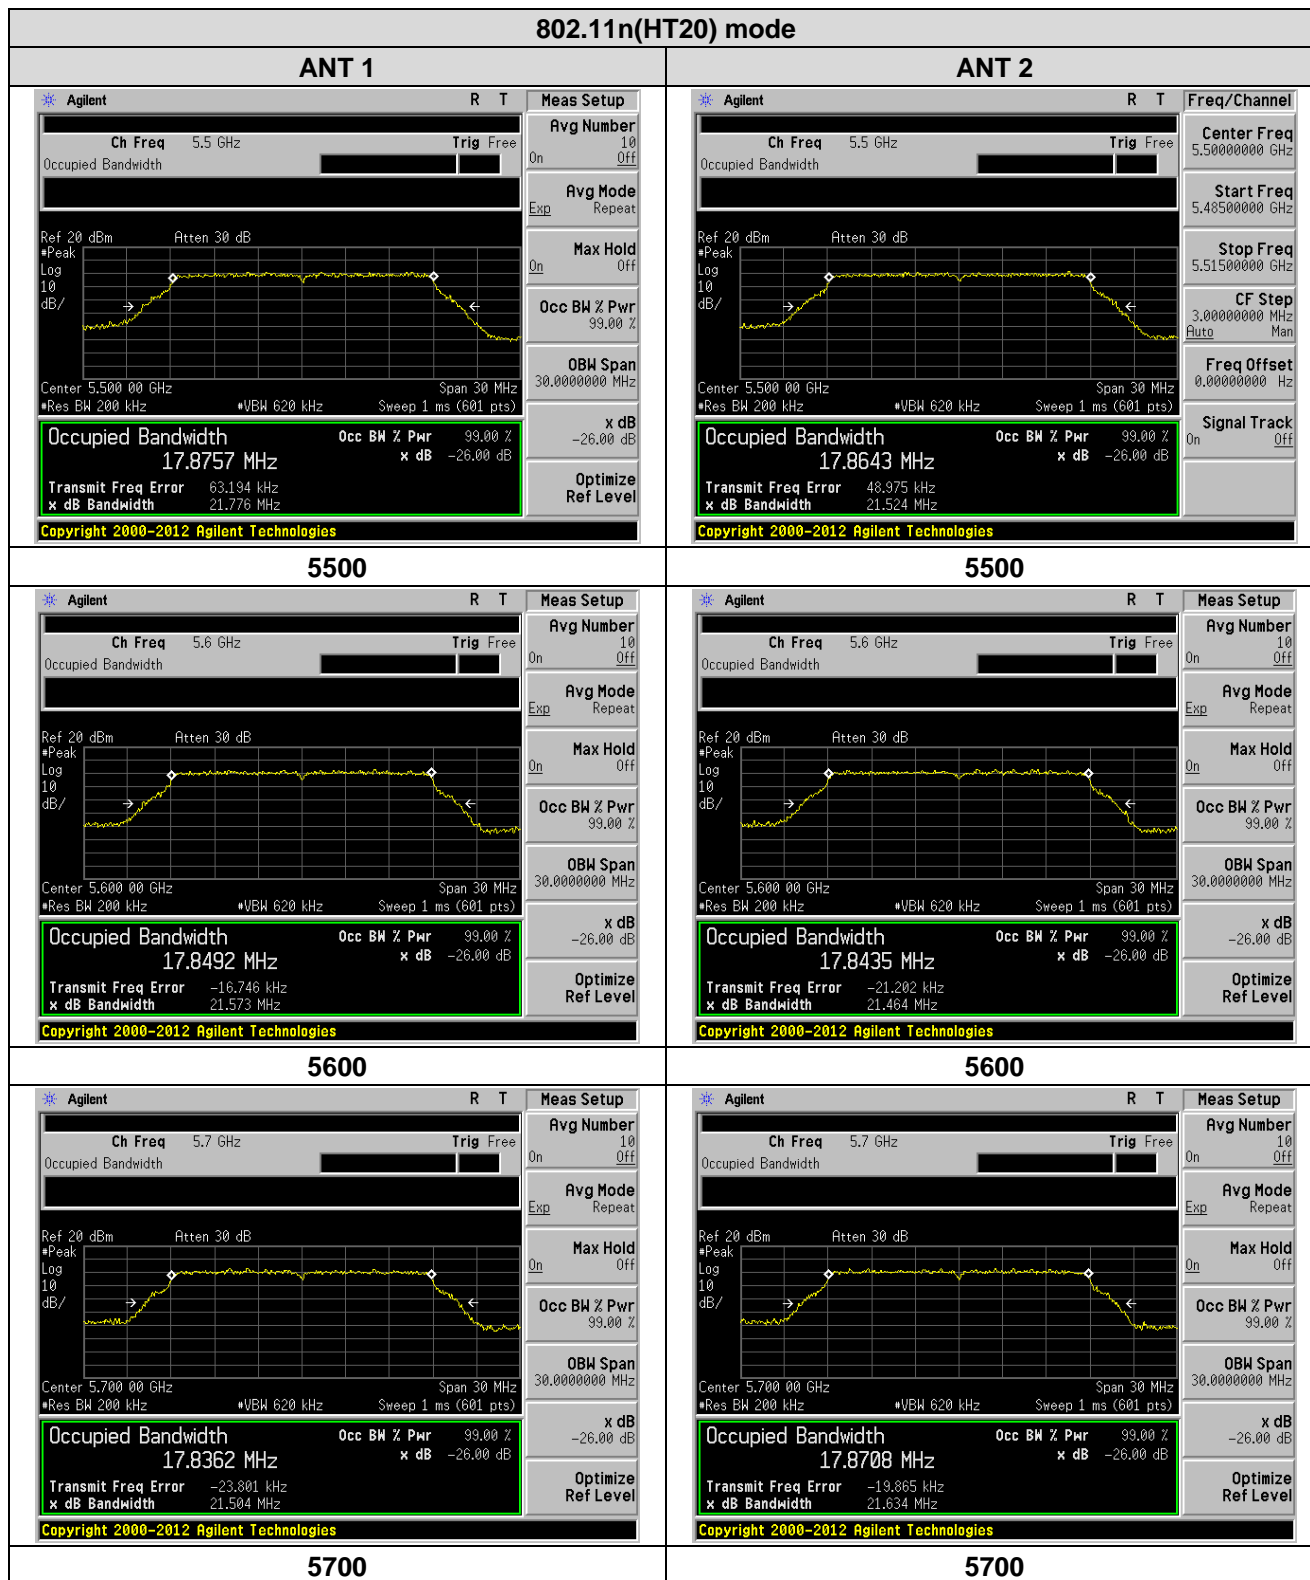 802.11n(HT20) mode
ANT 1
ANT 2
Agilent R T
Meas Setup
Ch Freq 5.5 GHz Trig Free
Occupied Bandwidth
Avg Number
10
On Off
Avg Mode
Exp Repeat
Ref 20 dBm Atten 30 dB
#Peak
Log
10
dB/
Max Hold
On Off
Occ BW % Pwr
99.00 %
OBW Span
30.0000000 MHz
Center 5.500 00 GHz Span 30 MHz
#Res BW 200 kHz #VBW 620 kHz Sweep 1 ms (601 pts)
x dB
-26.00 dB
Occupied Bandwidth Occ BW % Pwr 99.00 %
17.8757 MHz x dB -26.00 dB
Transmit Freq Error 63.194 kHz
x dB Bandwidth 21.776 MHz
Optimize
Ref Level
Copyright 2000-2012 Agilent Technologies
Agilent R T
Freq/Channel
Ch Freq 5.5 GHz Trig Free
Occupied Bandwidth
Center Freq
5.50000000 GHz
Start Freq
5.48500000 GHz
Ref 20 dBm Atten 30 dB
#Peak
Log
10
dB/
Stop Freq
5.51500000 GHz
CF Step
3.00000000 MHz
Auto Man
Freq Offset
0.00000000 Hz
Center 5.500 00 GHz Span 30 MHz
#Res BW 200 kHz #VBW 620 kHz Sweep 1 ms (601 pts)
Signal Track
On Off
Occupied Bandwidth Occ BW % Pwr 99.00 %
17.8643 MHz x dB -26.00 dB
Transmit Freq Error 48.975 kHz
x dB Bandwidth 21.524 MHz
Copyright 2000-2012 Agilent Technologies
5500
5500
Agilent R T
Meas Setup
Ch Freq 5.6 GHz Trig Free
Occupied Bandwidth
Avg Number
10
On Off
Avg Mode
Exp Repeat
Ref 20 dBm Atten 30 dB
#Peak
Log
10
dB/
Max Hold
On Off
Occ BW % Pwr
99.00 %
OBW Span
30.0000000 MHz
Center 5.600 00 GHz Span 30 MHz
#Res BW 200 kHz #VBW 620 kHz Sweep 1 ms (601 pts)
x dB
-26.00 dB
Occupied Bandwidth Occ BW % Pwr 99.00 %
17.8492 MHz x dB -26.00 dB
Transmit Freq Error -16.746 kHz
x dB Bandwidth 21.573 MHz
Optimize
Ref Level
Copyright 2000-2012 Agilent Technologies
Agilent R T
Meas Setup
Ch Freq 5.6 GHz Trig Free
Occupied Bandwidth
Avg Number
10
On Off
Avg Mode
Exp Repeat
Ref 20 dBm Atten 30 dB
#Peak
Log
10
dB/
Max Hold
On Off
Occ BW % Pwr
99.00 %
OBW Span
30.0000000 MHz
Center 5.600 00 GHz Span 30 MHz
#Res BW 200 kHz #VBW 620 kHz Sweep 1 ms (601 pts)
x dB
-26.00 dB
Occupied Bandwidth Occ BW % Pwr 99.00 %
17.8435 MHz x dB -26.00 dB
Transmit Freq Error -21.202 kHz
x dB Bandwidth 21.464 MHz
Optimize
Ref Level
Copyright 2000-2012 Agilent Technologies
5600
5600
Agilent R T
Meas Setup
Ch Freq 5.7 GHz Trig Free
Occupied Bandwidth
Avg Number
10
On Off
Avg Mode
Exp Repeat
Ref 20 dBm Atten 30 dB
#Peak
Log
10
dB/
Max Hold
On Off
Occ BW % Pwr
99.00 %
OBW Span
30.0000000 MHz
Center 5.700 00 GHz Span 30 MHz
#Res BW 200 kHz #VBW 620 kHz Sweep 1 ms (601 pts)
x dB
-26.00 dB
Occupied Bandwidth Occ BW % Pwr 99.00 %
17.8362 MHz x dB -26.00 dB
Transmit Freq Error -23.801 kHz
x dB Bandwidth 21.504 MHz
Optimize
Ref Level
Copyright 2000-2012 Agilent Technologies
Agilent R T
Meas Setup
Ch Freq 5.7 GHz Trig Free
Occupied Bandwidth
Avg Number
10
On Off
Avg Mode
Exp Repeat
Ref 20 dBm Atten 30 dB
#Peak
Log
10
dB/
Max Hold
On Off
Occ BW % Pwr
99.00 %
OBW Span
30.0000000 MHz
Center 5.700 00 GHz Span 30 MHz
#Res BW 200 kHz #VBW 620 kHz Sweep 1 ms (601 pts)
x dB
-26.00 dB
Occupied Bandwidth Occ BW % Pwr 99.00 %
17.8708 MHz x dB -26.00 dB
Transmit Freq Error -19.865 kHz
x dB Bandwidth 21.634 MHz
Optimize
Ref Level
Copyright 2000-2012 Agilent Technologies
5700
5700